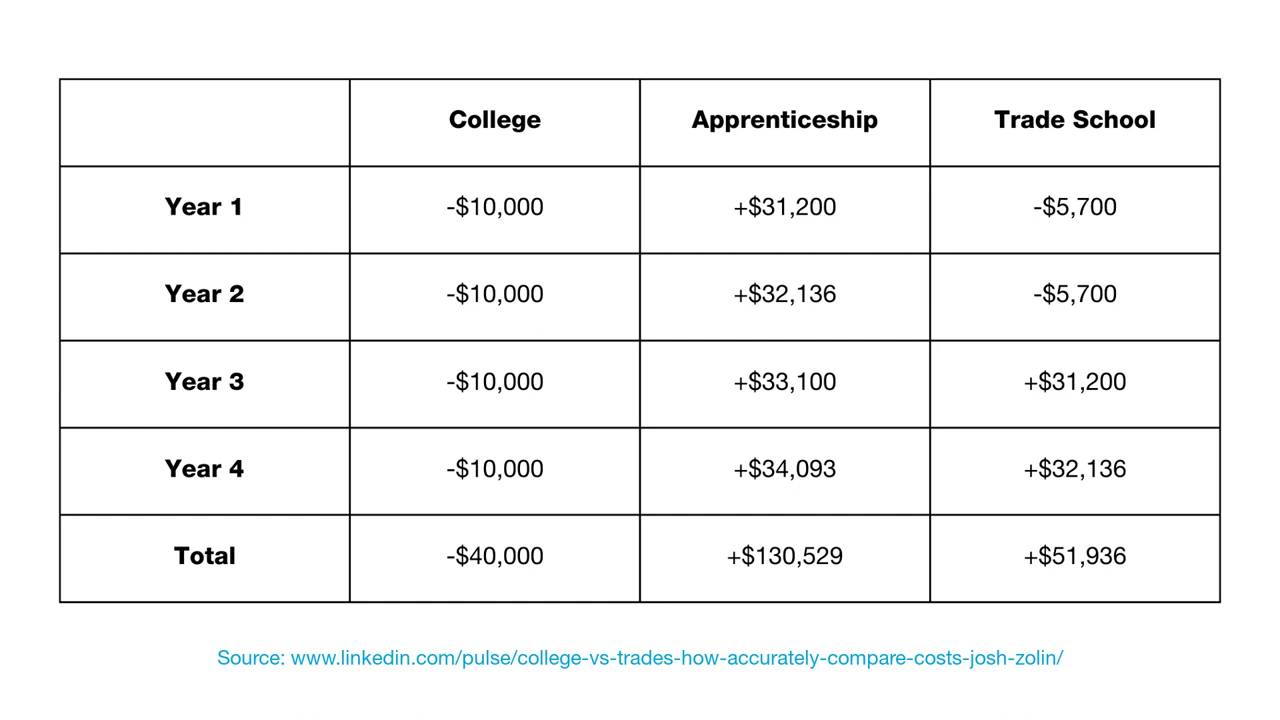 College Apprenticeship Trade School
Year 1 -$10,000 +$31,200 -$5,700
Year 2 -$10,000 +$32,136 -$5,700
Year 3 -$10,000 +$33,100 +$31,200
Year 4 -$10,000 +$34,093 +$32,136
Total -$40,000 +$130,529 +$51,936
Source: www.linkedin.com/pulse/college-vs-trades-how-accurately-compare-costs-josh-zolin/